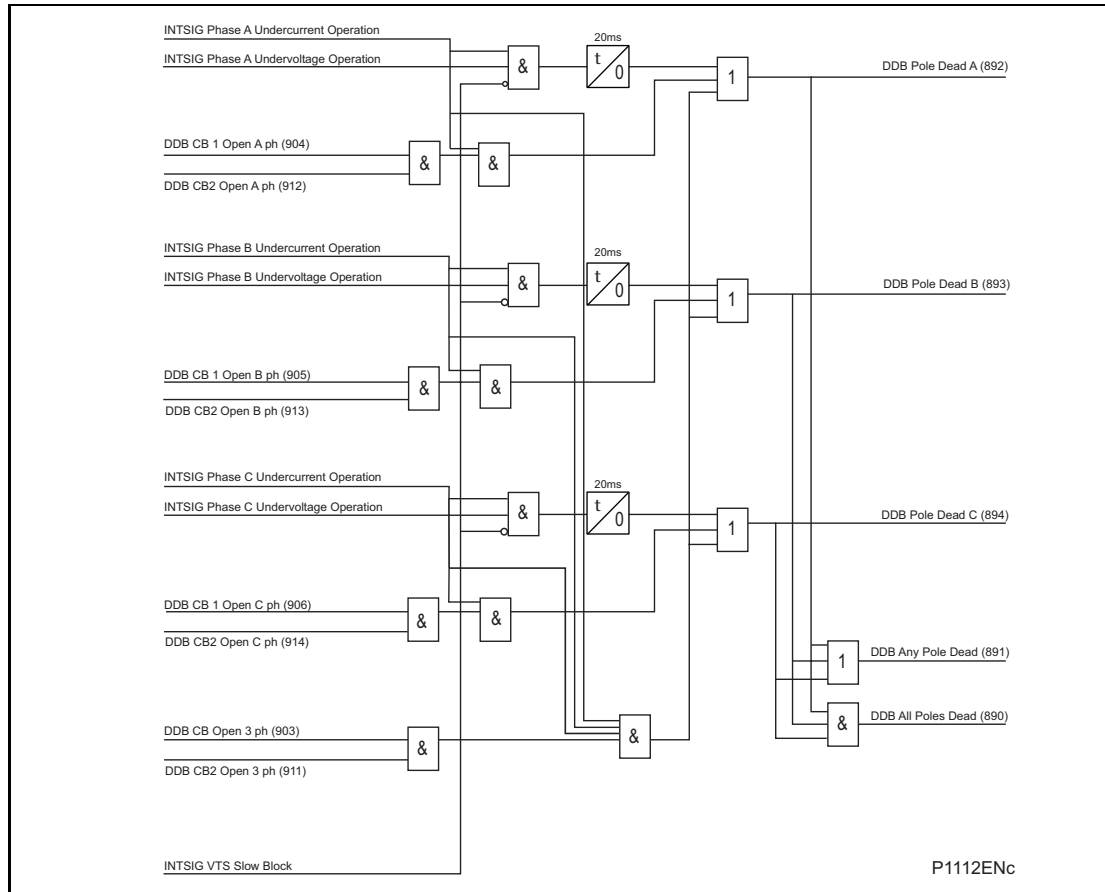 INTSIG Phase A Undercurrent Operation
20ms
INTSIG Phase A Undervoltage Operation
&
t
0
1
DDB Pole Dead A (892)
DDB CB 1 Open A ph (904)
&
&
DDB CB2 Open A ph (912)
INTSIG Phase B Undercurrent Operation
20ms
INTSIG Phase B Undervoltage Operation
&
t
0
1
DDB Pole Dead B (893)
DDB CB 1 Open B ph (905)
&
&
DDB CB2 Open B ph (913)
INTSIG Phase C Undercurrent Operation
20ms
INTSIG Phase C Undervoltage Operation
&
t
0
1
DDB Pole Dead C (894)
DDB CB 1 Open C ph (906)
&
&
DDB CB2 Open C ph (914)
1
DDB Any Pole Dead (891)
&
DDB All Poles Dead (890)
DDB CB Open 3 ph (903)
&
&
DDB CB2 Open 3 ph (911)
INTSIG VTS Slow Block
P1112ENc